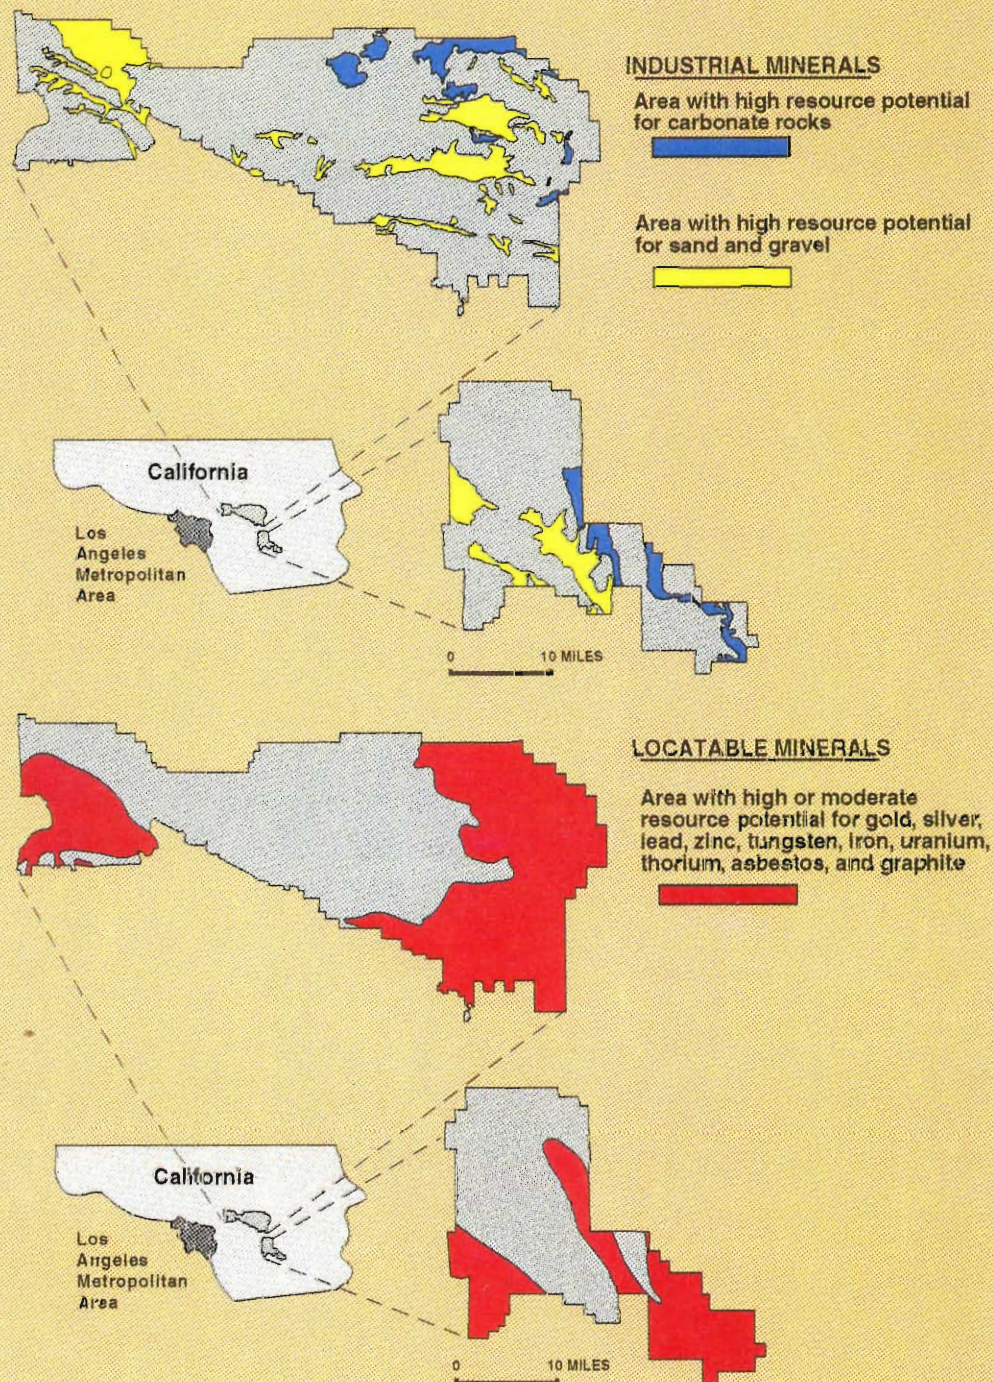 INDUSTRIAL MINERALS
Area with high resource potential
for carbonate rocks
Area with high resource potential
for sand and gravel
California
Los
Angeles
Metropolitan
Area
0 10 MILES
LOCATABLE MINERALS
Area with high or moderate
resource potential for gold, silver,
lead, zinc, tungsten, iron, uranium,
thorium, asbestos, and graphite
California
Los
Angeles
Metropolitan
Area
0 10 MILES